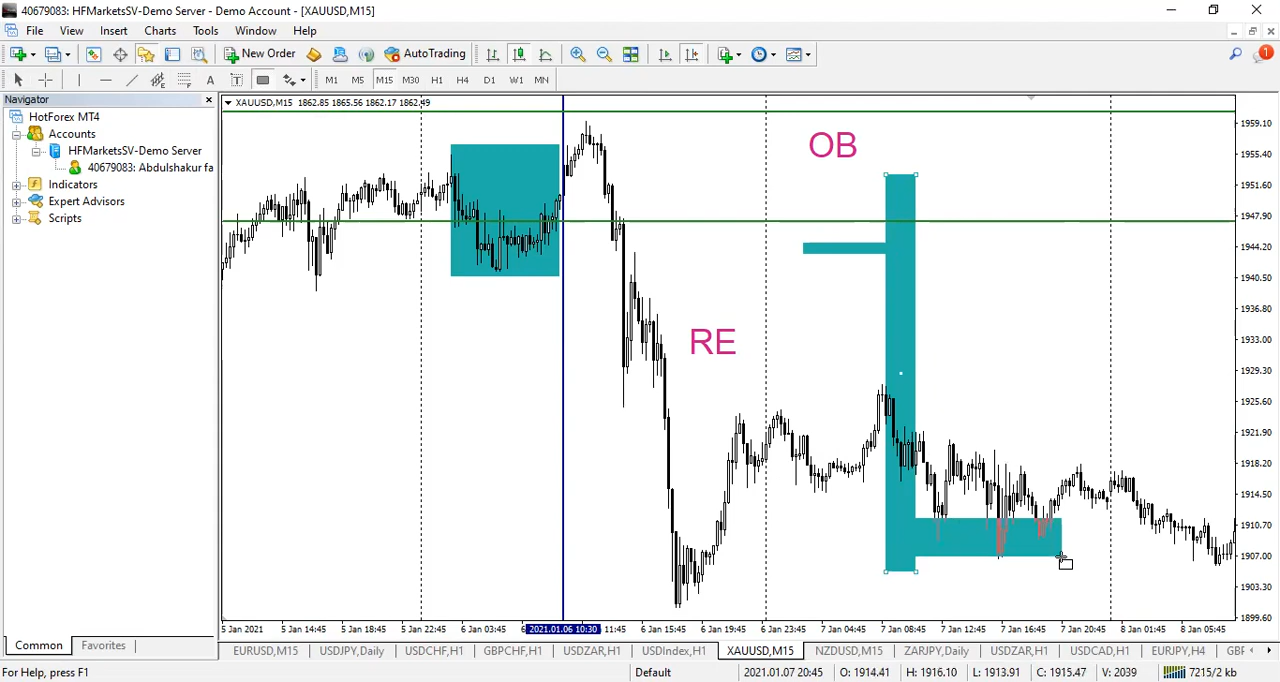 40679083: HFMarketsSV-Demo Server - Demo Account - [XAUUSD,M15]
File View Insert Charts Tools Window Help
New Order AutoTrading 1
A T M1 M5 M15 M30 H1 H4 D1 W1 MN
Navigator
HotForex MT4
Accounts
HFMarketsSV-Demo Server
40679083: Abdulshakur fa
Indicators
Expert Advisors
Scripts
Common Favorites
XAUUSD,M15 1862.85 1865.56 1862.17 1862.49
OB
RE
1959.10
1955.40
1951.60
1947.90
1944.20
1940.50
1936.80
1933.00
1929.30
1925.60
1921.90
1918.20
1914.50
1910.70
1907.00
1903.30
1899.60
5 Jan 2021 5 Jan 14:45 5 Jan 18:45 5 Jan 22:45 6 Jan 03:45 6 2021.01.06 10:30 11:45 6 Jan 15:45 6 Jan 19:45 6 Jan 23:45 7 Jan 04:45 7 Jan 08:45 7 Jan 12:45 7 Jan 16:45 7 Jan 20:45 8 Jan 01:45 8 Jan 05:45
EURUSD,M15 USDJPY,Daily USDCHF,H1 GBPCHF,H1 USDZAR,H1 USDIndex,H1 XAUUSD,M15 NZDUSD,M15 ZARJPY,Daily USDZAR,H1 USDCAD,H1 EURJPY,H4 GBF
For Help, press F1 Default 2021.01.07 20:45 O: 1914.41 H: 1916.10 L: 1913.91 C: 1915.47 V: 2039 7215/2 kb